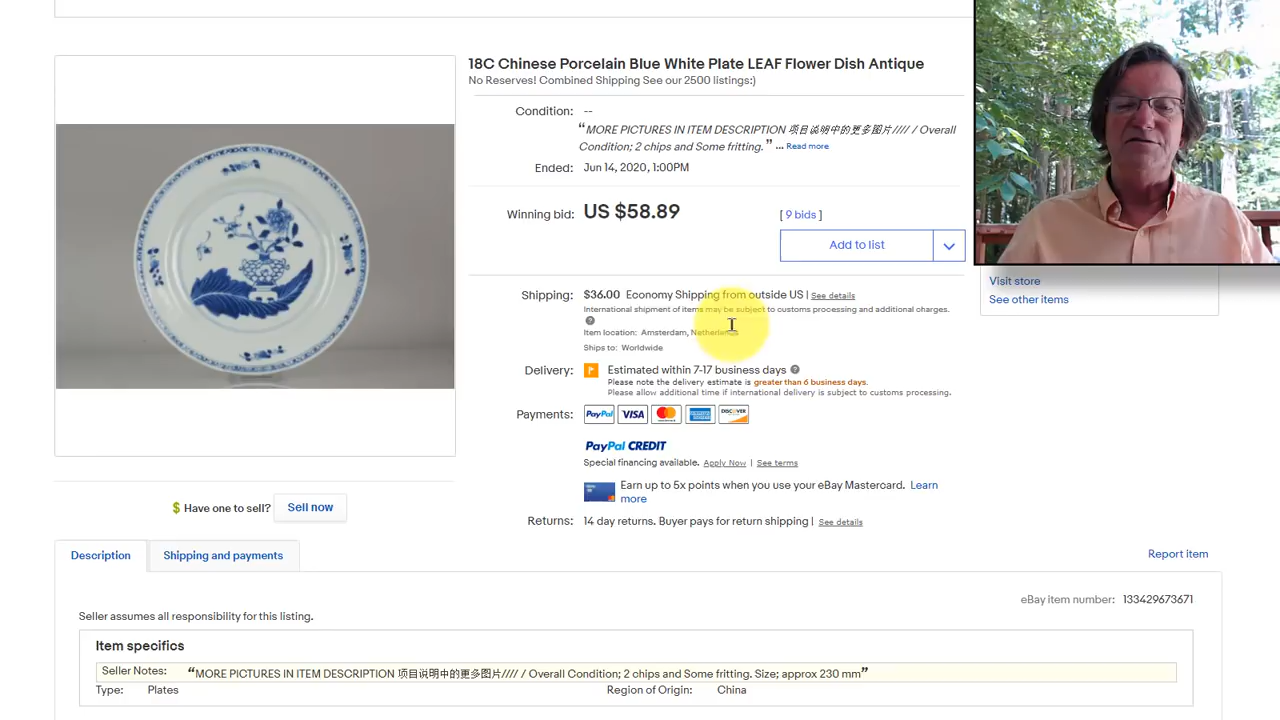 18C Chinese Porcelain Blue White Plate LEAF Flower Dish Antique
No Reserves! Combined Shipping See our 2500 listings:)
Condition: --
“MORE PICTURES IN ITEM DESCRIPTION 项目说明中的更多图片//// / Overall
Condition; 2 chips and Some fritting. ” ... Read more
Ended: Jun 14, 2020, 1:00PM
Winning bid: US $58.89 [ 9 bids ]
Add to list
Shipping: $36.00 Economy Shipping from outside US | See details
International shipment of items may be subject to customs processing and additional charges.
Item location: Amsterdam, Netherlands
Ships to: Worldwide
Delivery: Estimated within 7-17 business days
Please note the delivery estimate is greater than 6 business days.
Please allow additional time if international delivery is subject to customs processing.
Payments: PayPal VISA MasterCard AMERICAN EXPRESS DISCOVER
PayPal CREDIT
Special financing available. Apply Now | See terms
Earn up to 5x points when you use your eBay Mastercard. Learn
more
Returns: 14 day returns. Buyer pays for return shipping | See details
Visit store
See other items
$ Have one to sell? Sell now
Description Shipping and payments
Report item
eBay item number: 133429673671
Seller assumes all responsibility for this listing.
Item specifics
Seller Notes: “MORE PICTURES IN ITEM DESCRIPTION 项目说明中的更多图片//// / Overall Condition; 2 chips and Some fritting. Size; approx 230 mm”
Type: Plates Region of Origin: China